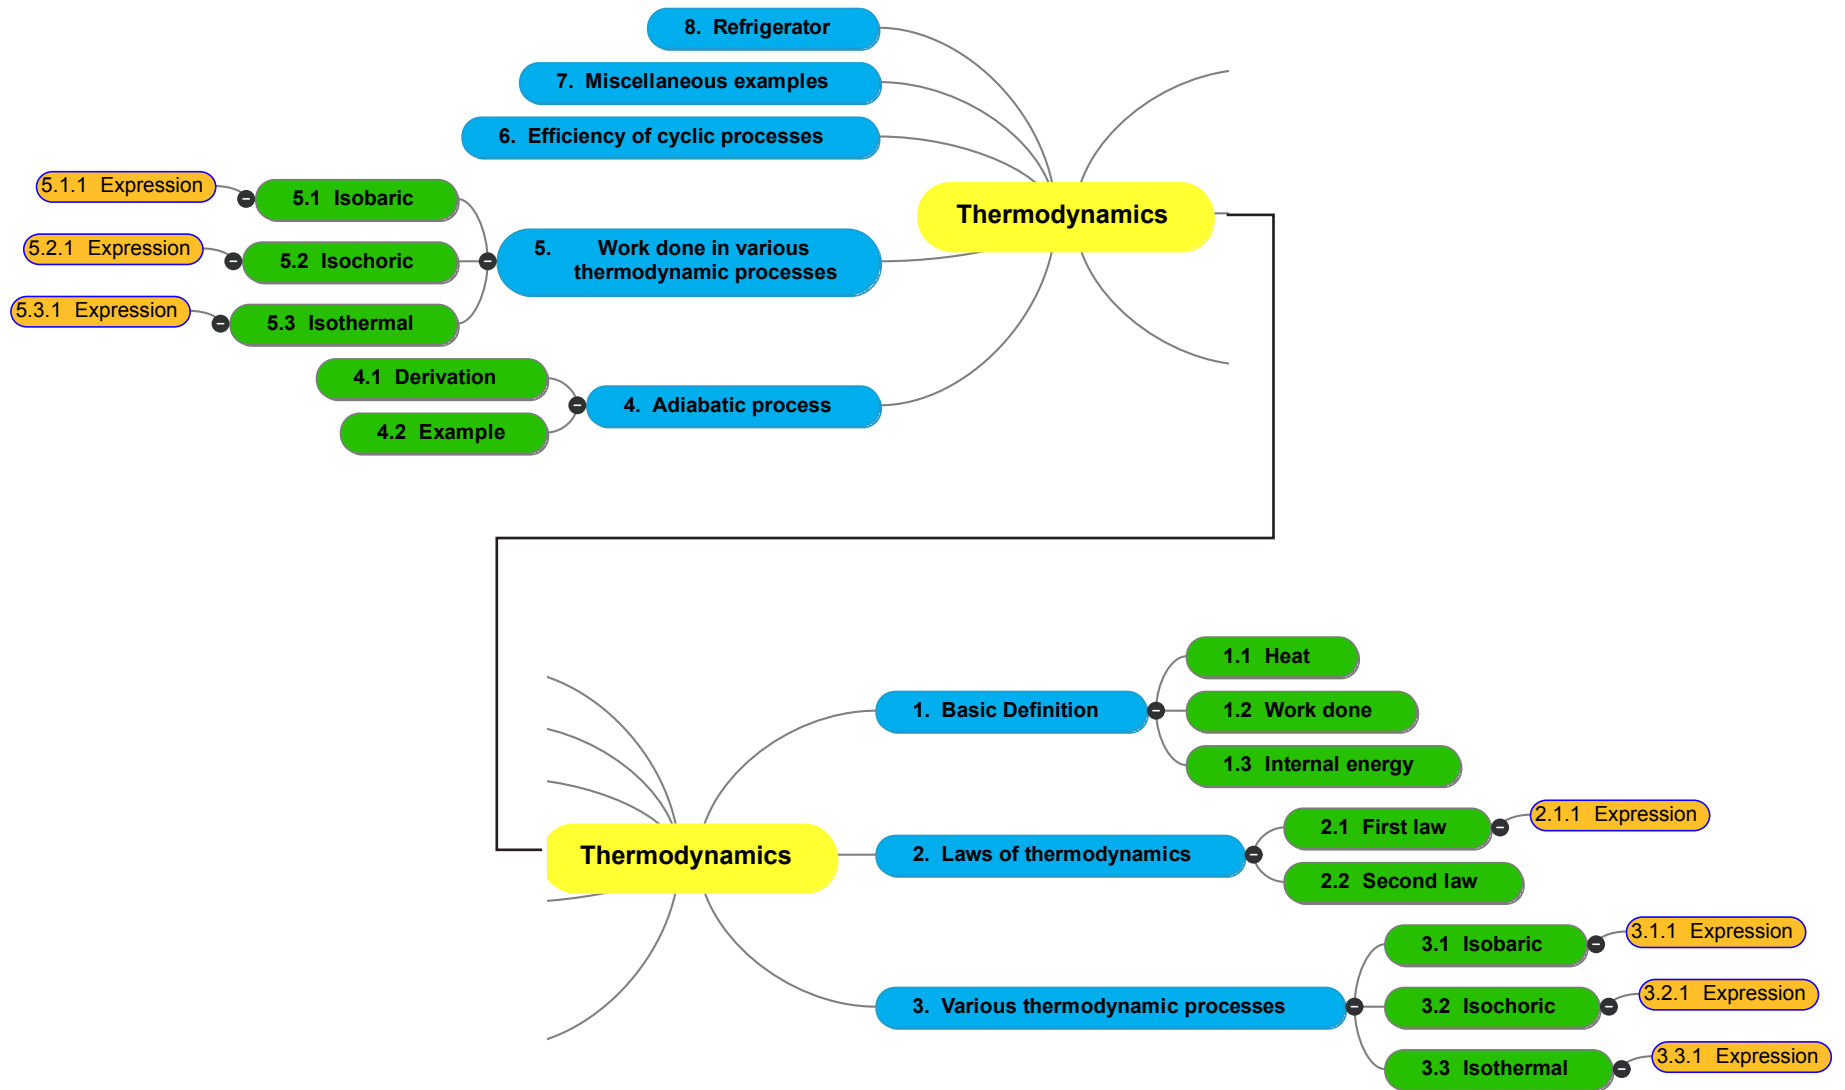 8. Refrigerator
7. Miscellaneous examples
6. Efficiency of cyclic processes
5.1.1 Expression
5.1 Isobaric
5.2.1 Expression
5.2 Isochoric
5.3.1 Expression
5.3 Isothermal
5. Work done in various
thermodynamic processes
Thermodynamics
4.1 Derivation
4.2 Example
4. Adiabatic process
Thermodynamics
1. Basic Definition
1.1 Heat
1.2 Work done
1.3 Internal energy
2. Laws of thermodynamics
2.1 First law
2.1.1 Expression
2.2 Second law
3. Various thermodynamic processes
3.1 Isobaric
3.1.1 Expression
3.2 Isochoric
3.2.1 Expression
3.3 Isothermal
3.3.1 Expression